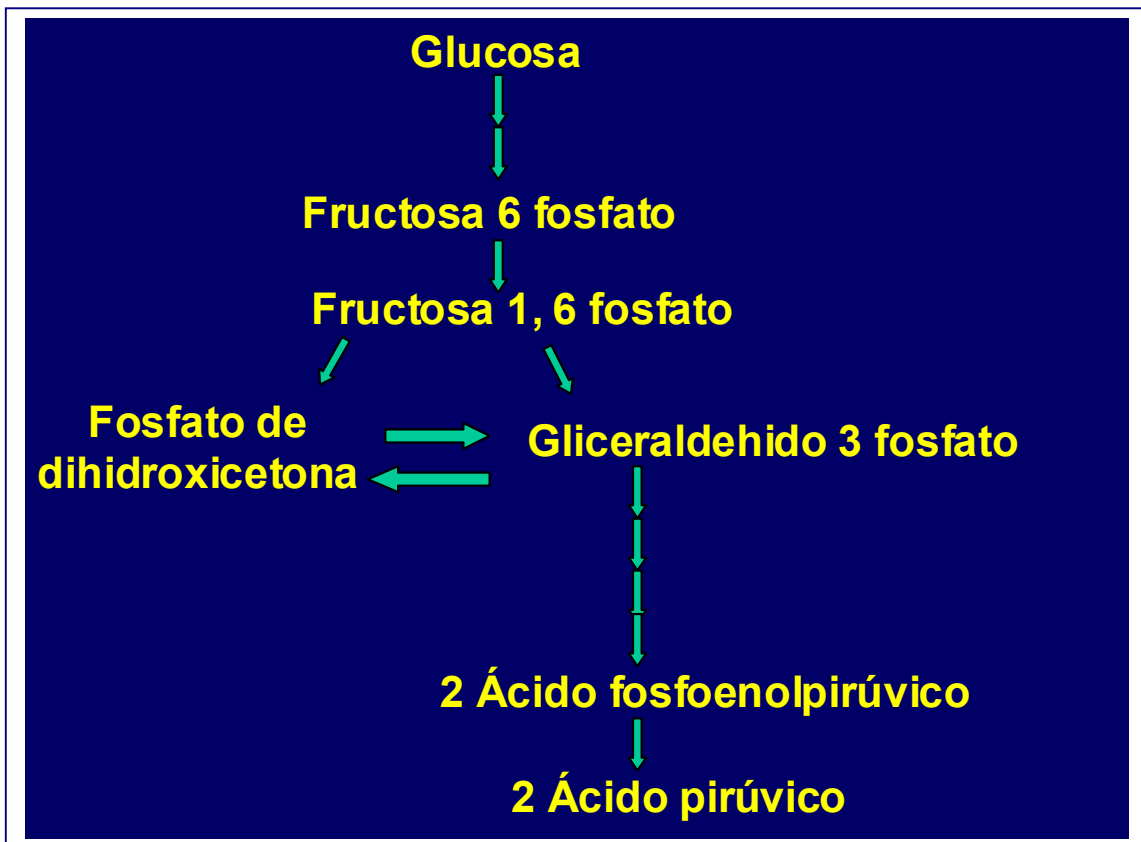 Glucosa
Fructosa 6 fosfato
Fructosa 1, 6 fosfato
Fosfato de
dihidroxicetona
Gliceraldehido 3 fosfato
2 Ácido fosfoenolpirúvico
2 Ácido pirúvico